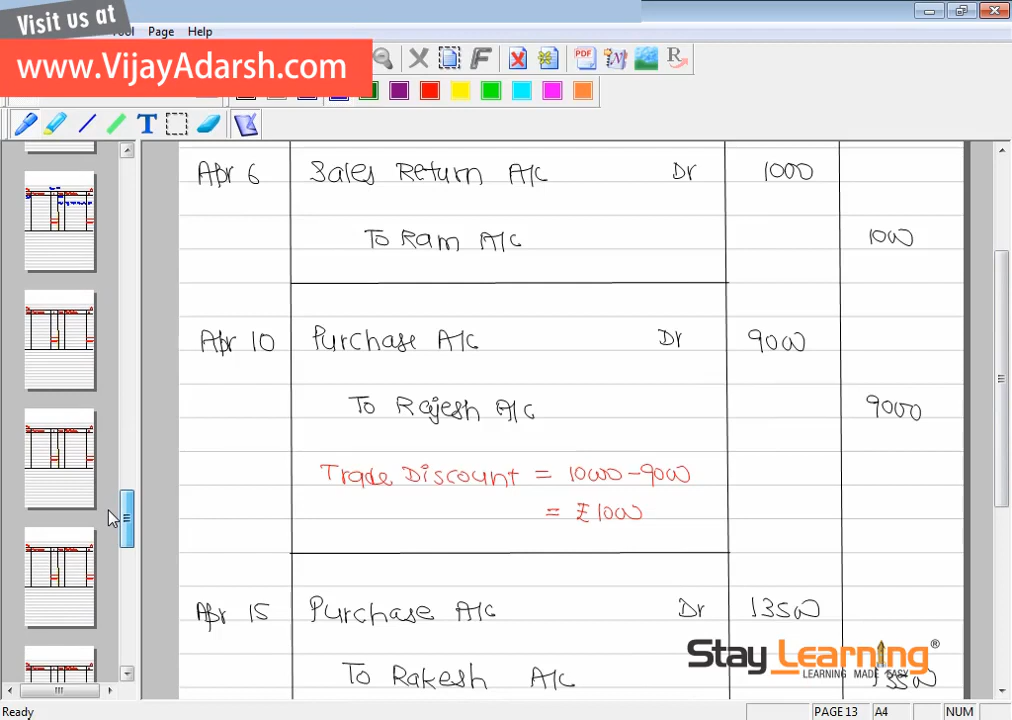 Visit us at
www.VijayAdarsh.com
Page Help
Apr 6 Sales Return A/C Dr 1000
To Ram A/C 1000
Apr 10 Purchase A/C Dr 9000
To Rajesh A/C 9000
Trade Discount = 10000 - 9000
= ₹1000
Apr 15 Purchase A/C Dr 13500
To Rakesh A/C 13500
Stay Learning®
LEARNING MADE EASY
Ready PAGE 13 A4 NUM